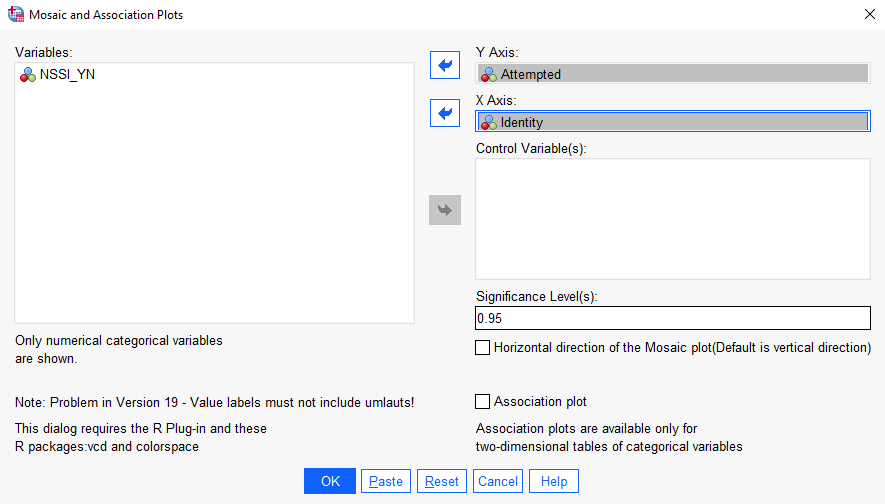 Mosaic and Association Plots
Variables:
NSSI_YN
Y Axis:
Attempted
X Axis:
Identity
Control Variable(s):
Significance Level(s):
0.95
Only numerical categorical variables
are shown.
Horizontal direction of the Mosaic plot(Default is vertical direction)
Note: Problem in Version 19 - Value labels must not include umlauts!
Association plot
This dialog requires the R Plug-in and these
R packages:vcd and colorspace
Association plots are available only for
two-dimensional tables of categorical variables
OK
Paste
Reset
Cancel
Help